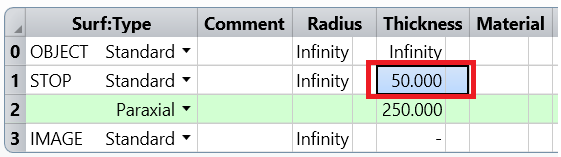 Surf:Type Comment Radius Thickness Material
0 OBJECT Standard Infinity Infinity
1 STOP Standard Infinity 50.000
2 Paraxial 250.000
3 IMAGE Standard Infinity -